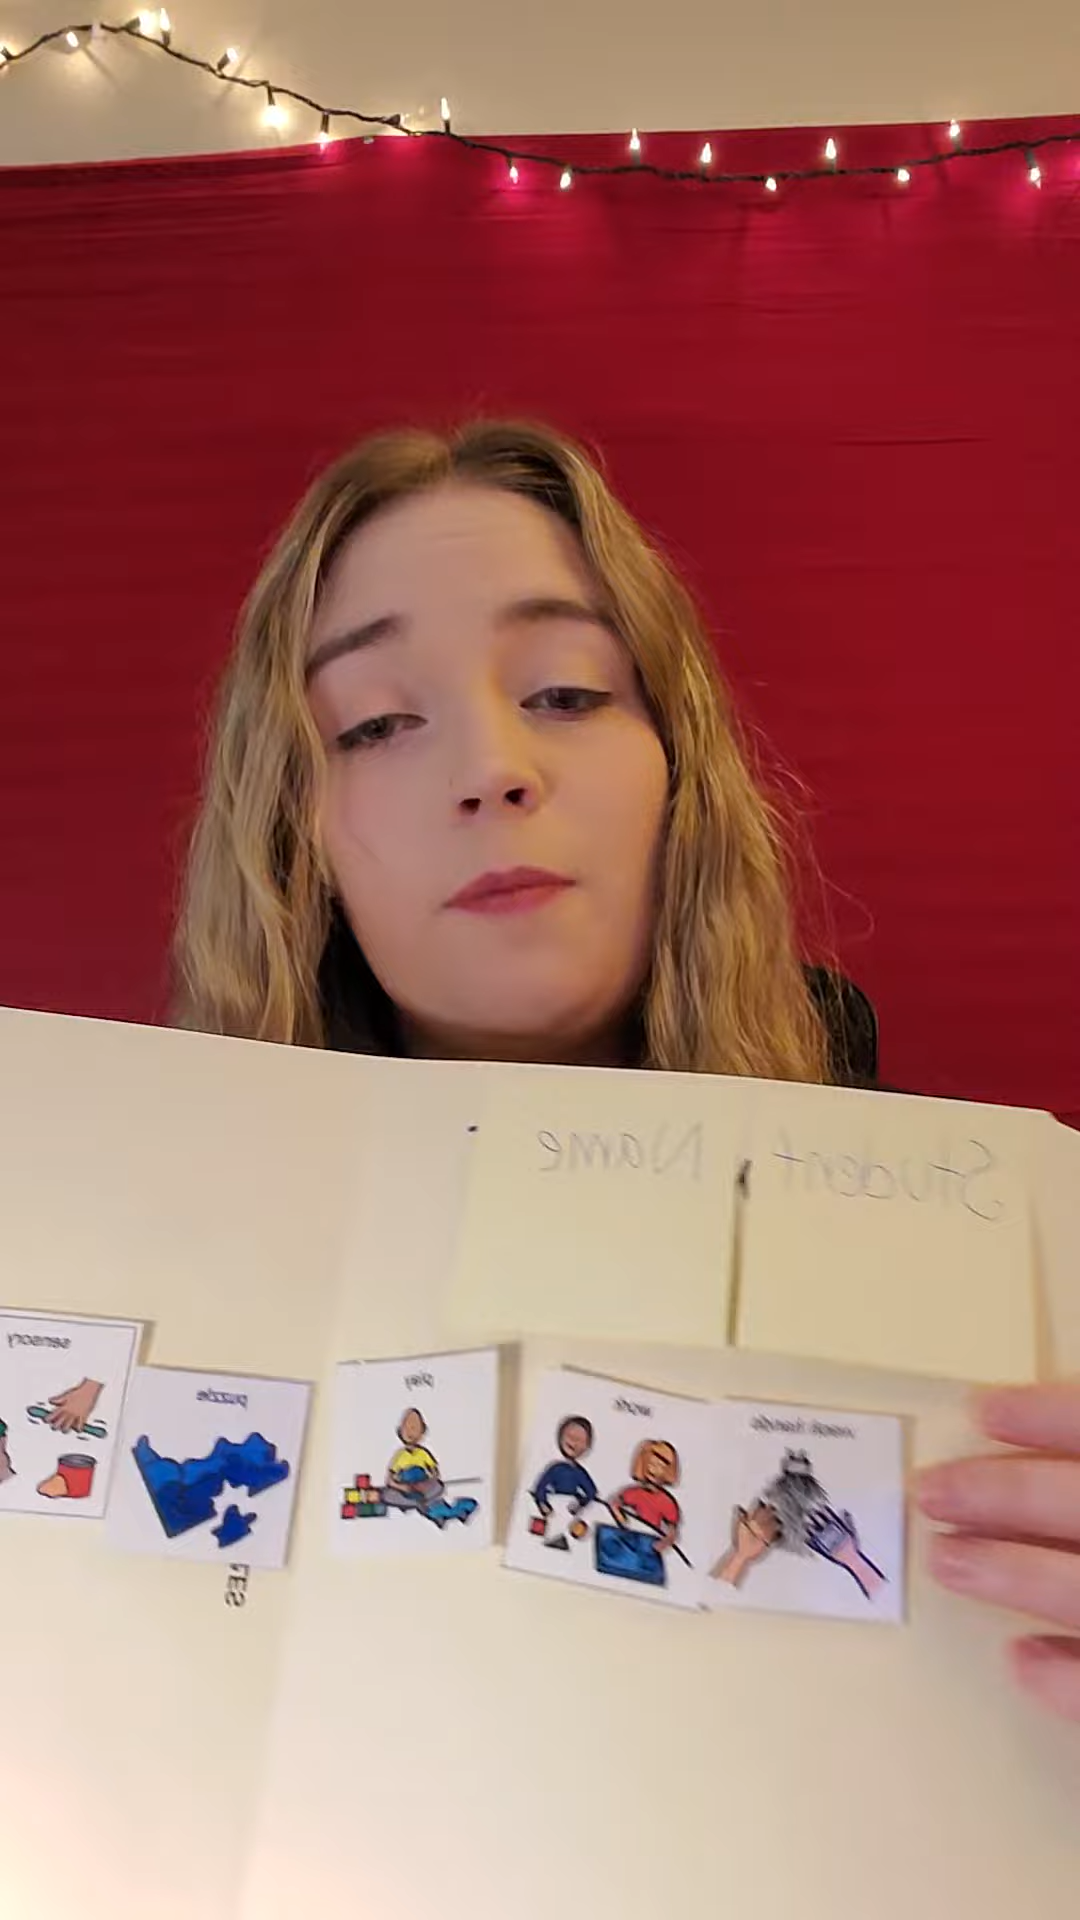 Student Name
wash hands
work
play
puzzle
sensory